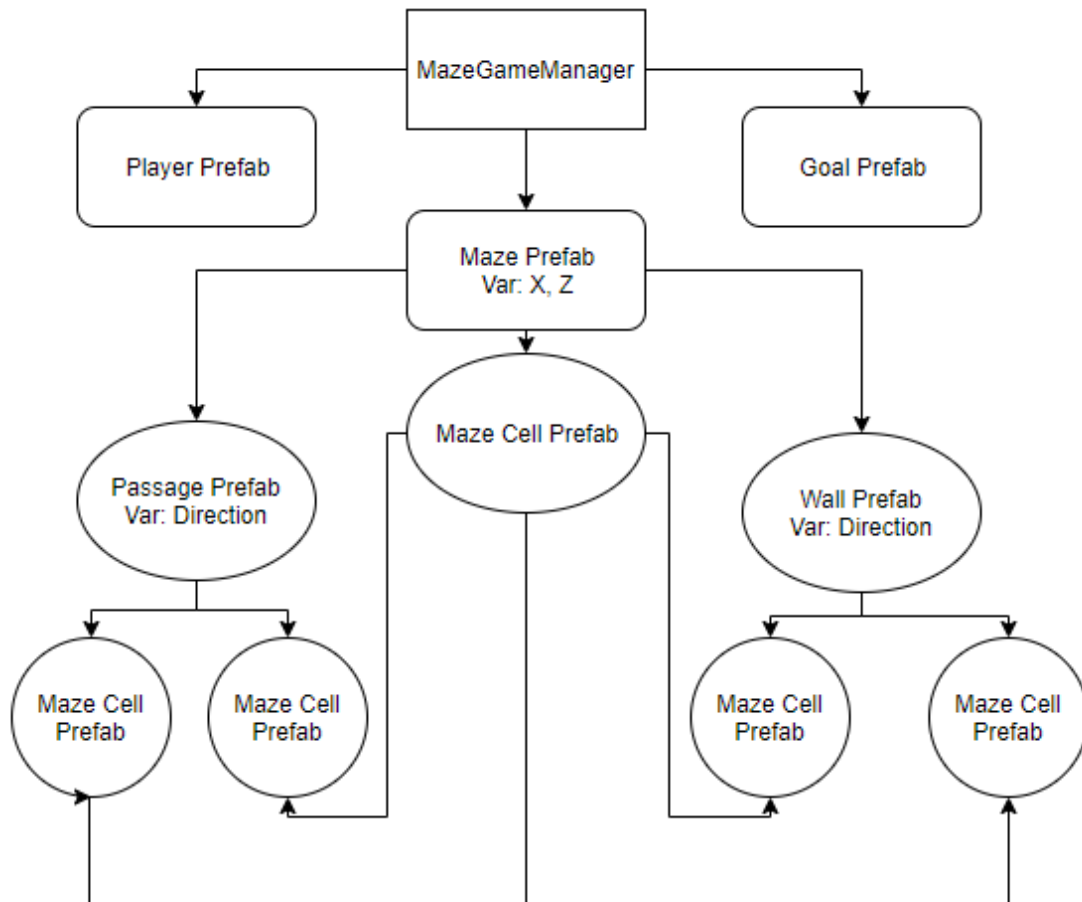 MazeGameManager
Player Prefab
Goal Prefab
Maze Prefab
Var: X, Z
Maze Cell Prefab
Passage Prefab
Var: Direction
Wall Prefab
Var: Direction
Maze Cell
Prefab
Maze Cell
Prefab
Maze Cell
Prefab
Maze Cell
Prefab